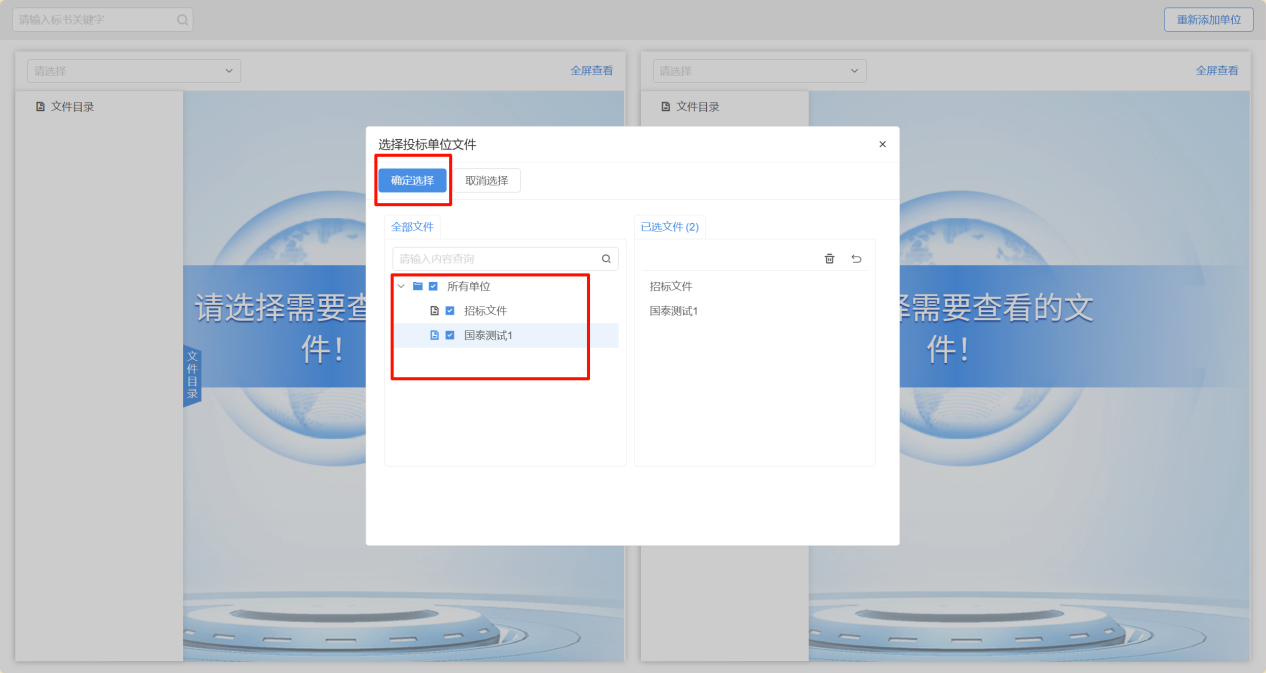 请输入标书关键字
重新添加单位
请选择
全屏查看
请选择
全屏查看
文件目录
文件目录
选择投标单位文件
确定选择
取消选择
全部文件
已选文件 (2)
请输入内容查询
所有单位
招标文件
国泰测试1
招标文件
国泰测试1
请选择需要查
件！
择需要查看的文
件！
文件目录